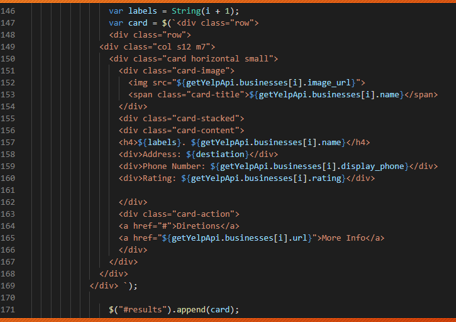 146 var labels = String(i + 1);
147 var card = $(`<div class="row">
148 <div class="row">
149 <div class="col s12 m7">
150 <div class="card horizontal small">
151 <div class="card-image">
152 <img src="${getYelpApi.businesses[i].image_url}">
153 <span class="card-title">${getYelpApi.businesses[i].name}</span>
154 </div>
155 <div class="card-stacked">
156 <div class="card-content">
157 <h4>${labels}. ${getYelpApi.businesses[i].name}</h4>
158 <div>Address: ${destiation}</div>
159 <div>Phone Number: ${getYelpApi.businesses[i].display_phone}</div>
160 <div>Rating: ${getYelpApi.businesses[i].rating}</div>
161
162 </div>
163 <div class="card-action">
164 <a href="#">Diretions</a>
165 <a href="${getYelpApi.businesses[i].url}">More Info</a>
166 </div>
167 </div>
168 </div>
169 </div> `);
170
171 $("#results").append(card);